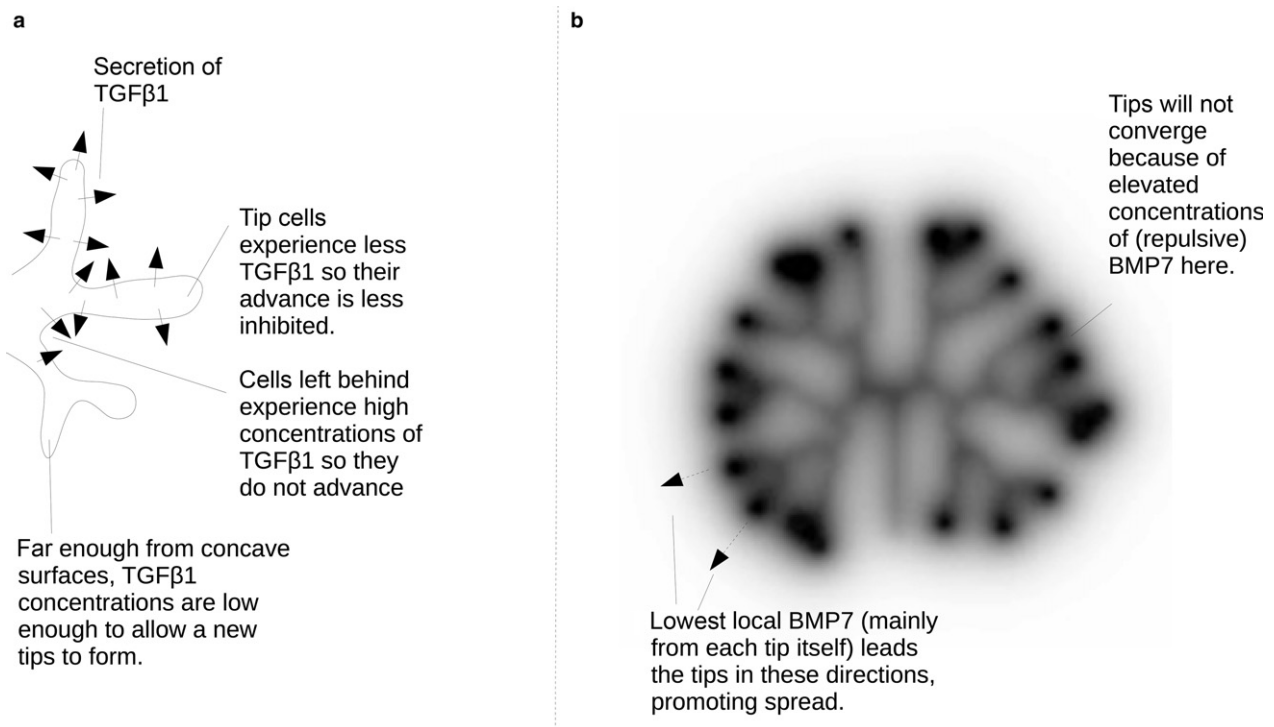 a
Secretion of
TGFβ1
Tip cells
experience less
TGFβ1 so their
advance is less
inhibited.
Cells left behind
experience high
concentrations of
TGFβ1 so they
do not advance
Far enough from concave
surfaces, TGFβ1
concentrations are low
enough to allow a new
tips to form.
b
Tips will not
converge
because of
elevated
concentrations
of (repulsive)
BMP7 here.
Lowest local BMP7 (mainly
from each tip itself) leads
the tips in these directions,
promoting spread.